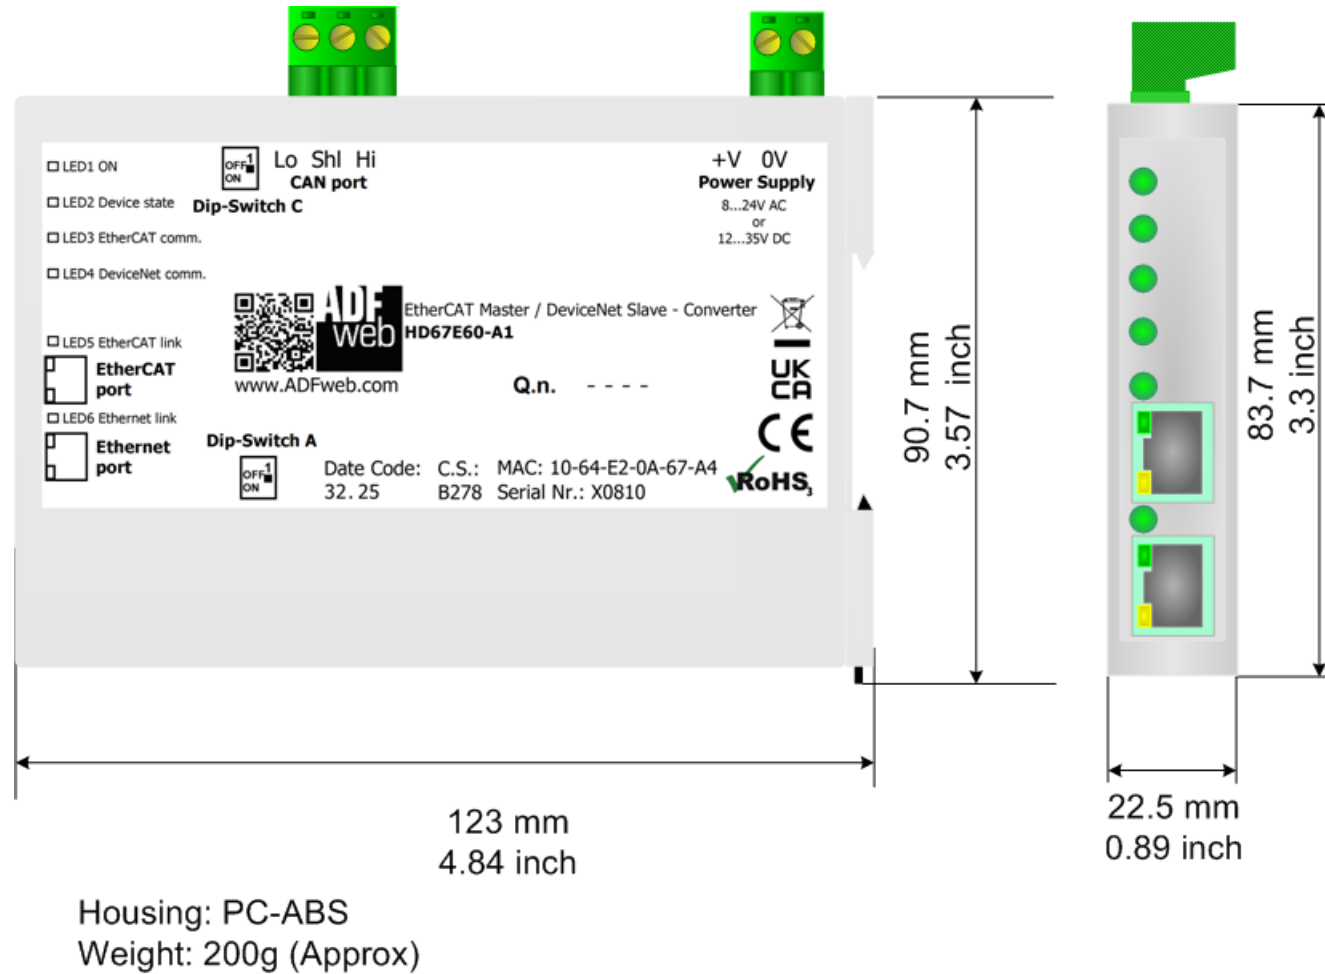 LED1 ON
LED2 Device state
LED3 EtherCAT comm.
LED4 DeviceNet comm.
LED5 EtherCAT link
EtherCAT
port
LED6 Ethernet link
Ethernet
port
OFF 1
ON
Lo Shl Hi
CAN port
Dip-Switch C
+V 0V
Power Supply
8...24V AC
or
12...35V DC
ADF
web
www.ADFweb.com
EtherCAT Master / DeviceNet Slave - Converter
HD67E60-A1
Q.n. - - - -
Dip-Switch A
OFF 1
ON
Date Code: C.S.: MAC: 10-64-E2-0A-67-A4
32.25 B278 Serial Nr.: X0810
UK
CA
CE
RoHS3
90.7 mm
3.57 inch
83.7 mm
3.3 inch
123 mm
4.84 inch
22.5 mm
0.89 inch
Housing: PC-ABS
Weight: 200g (Approx)